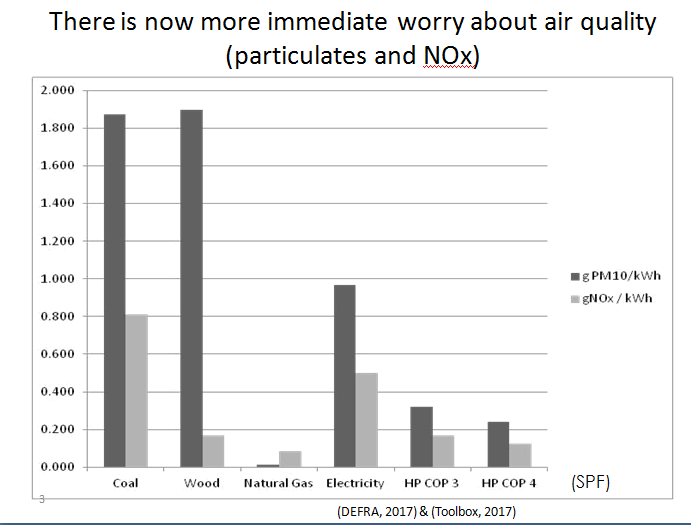 There is now more immediate worry about air quality
(particulates and NOx)
2.000
1.800
1.600
1.400
1.200
1.000
0.800
0.600
0.400
0.200
0.000
g PM10/kWh
gNOx / kWh
Coal Wood Natural Gas Electricity HP COP 3 HP COP 4 (SPF)
3
(DEFRA, 2017) & (Toolbox, 2017)